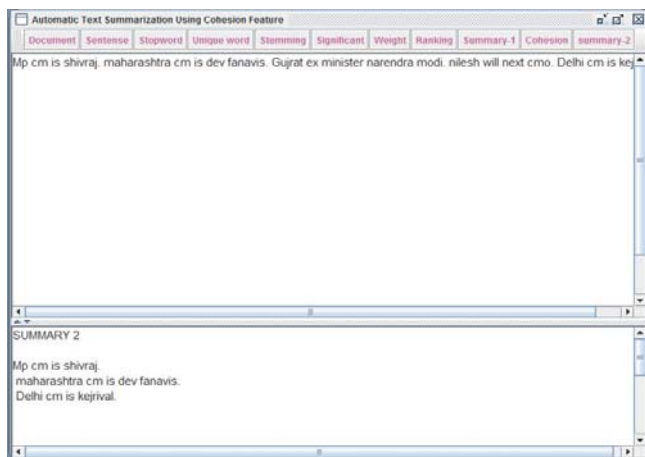 Automatic Text Summarization Using Cohesion Feature
Document Sentense Stopword Unique word Stemming Significant Weight Ranking Summary-1 Cohesion summary-2
Mp cm is shivraj. maharashtra cm is dev fanavis. Gujrat ex minister narendra modi. nilesh will next cmo. Delhi cm is kej
SUMMARY 2
Mp cm is shivraj.
maharashtra cm is dev fanavis.
Delhi cm is kejrival.